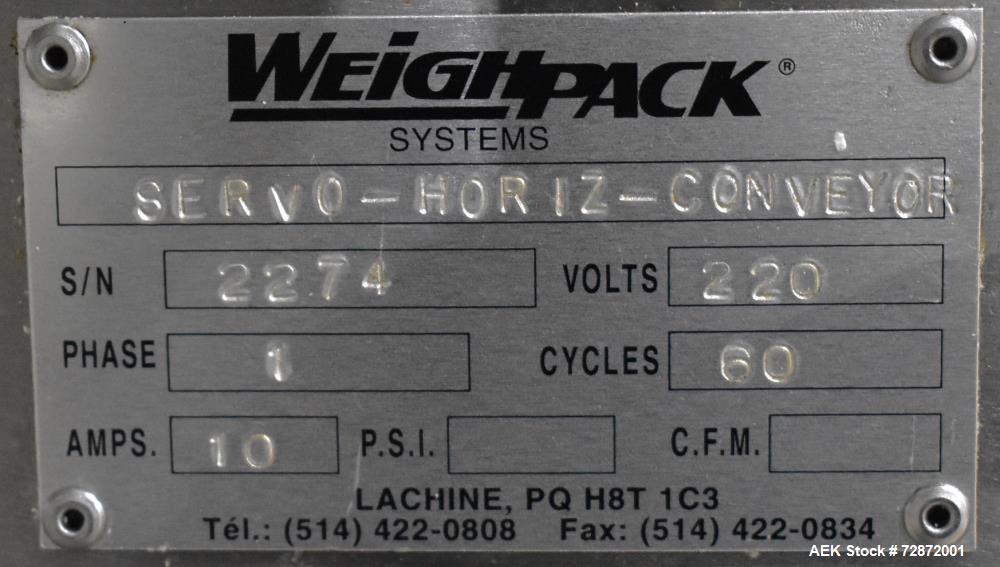 WEiGHPACK®
SYSTEMS
SERVO-HORIZ-CONVEYOR
S/N 2274 VOLTS 220
PHASE 1 CYCLES 60
AMPS. 10 P.S.I. C.F.M.
LACHINE, PQ H8T 1C3
Tél.: (514) 422-0808 Fax: (514) 422-0834
AEK Stock # 72872001